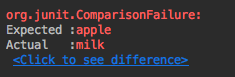 org.junit.ComparisonFailure:
Expected :apple
Actual   :milk
<Click to see difference>